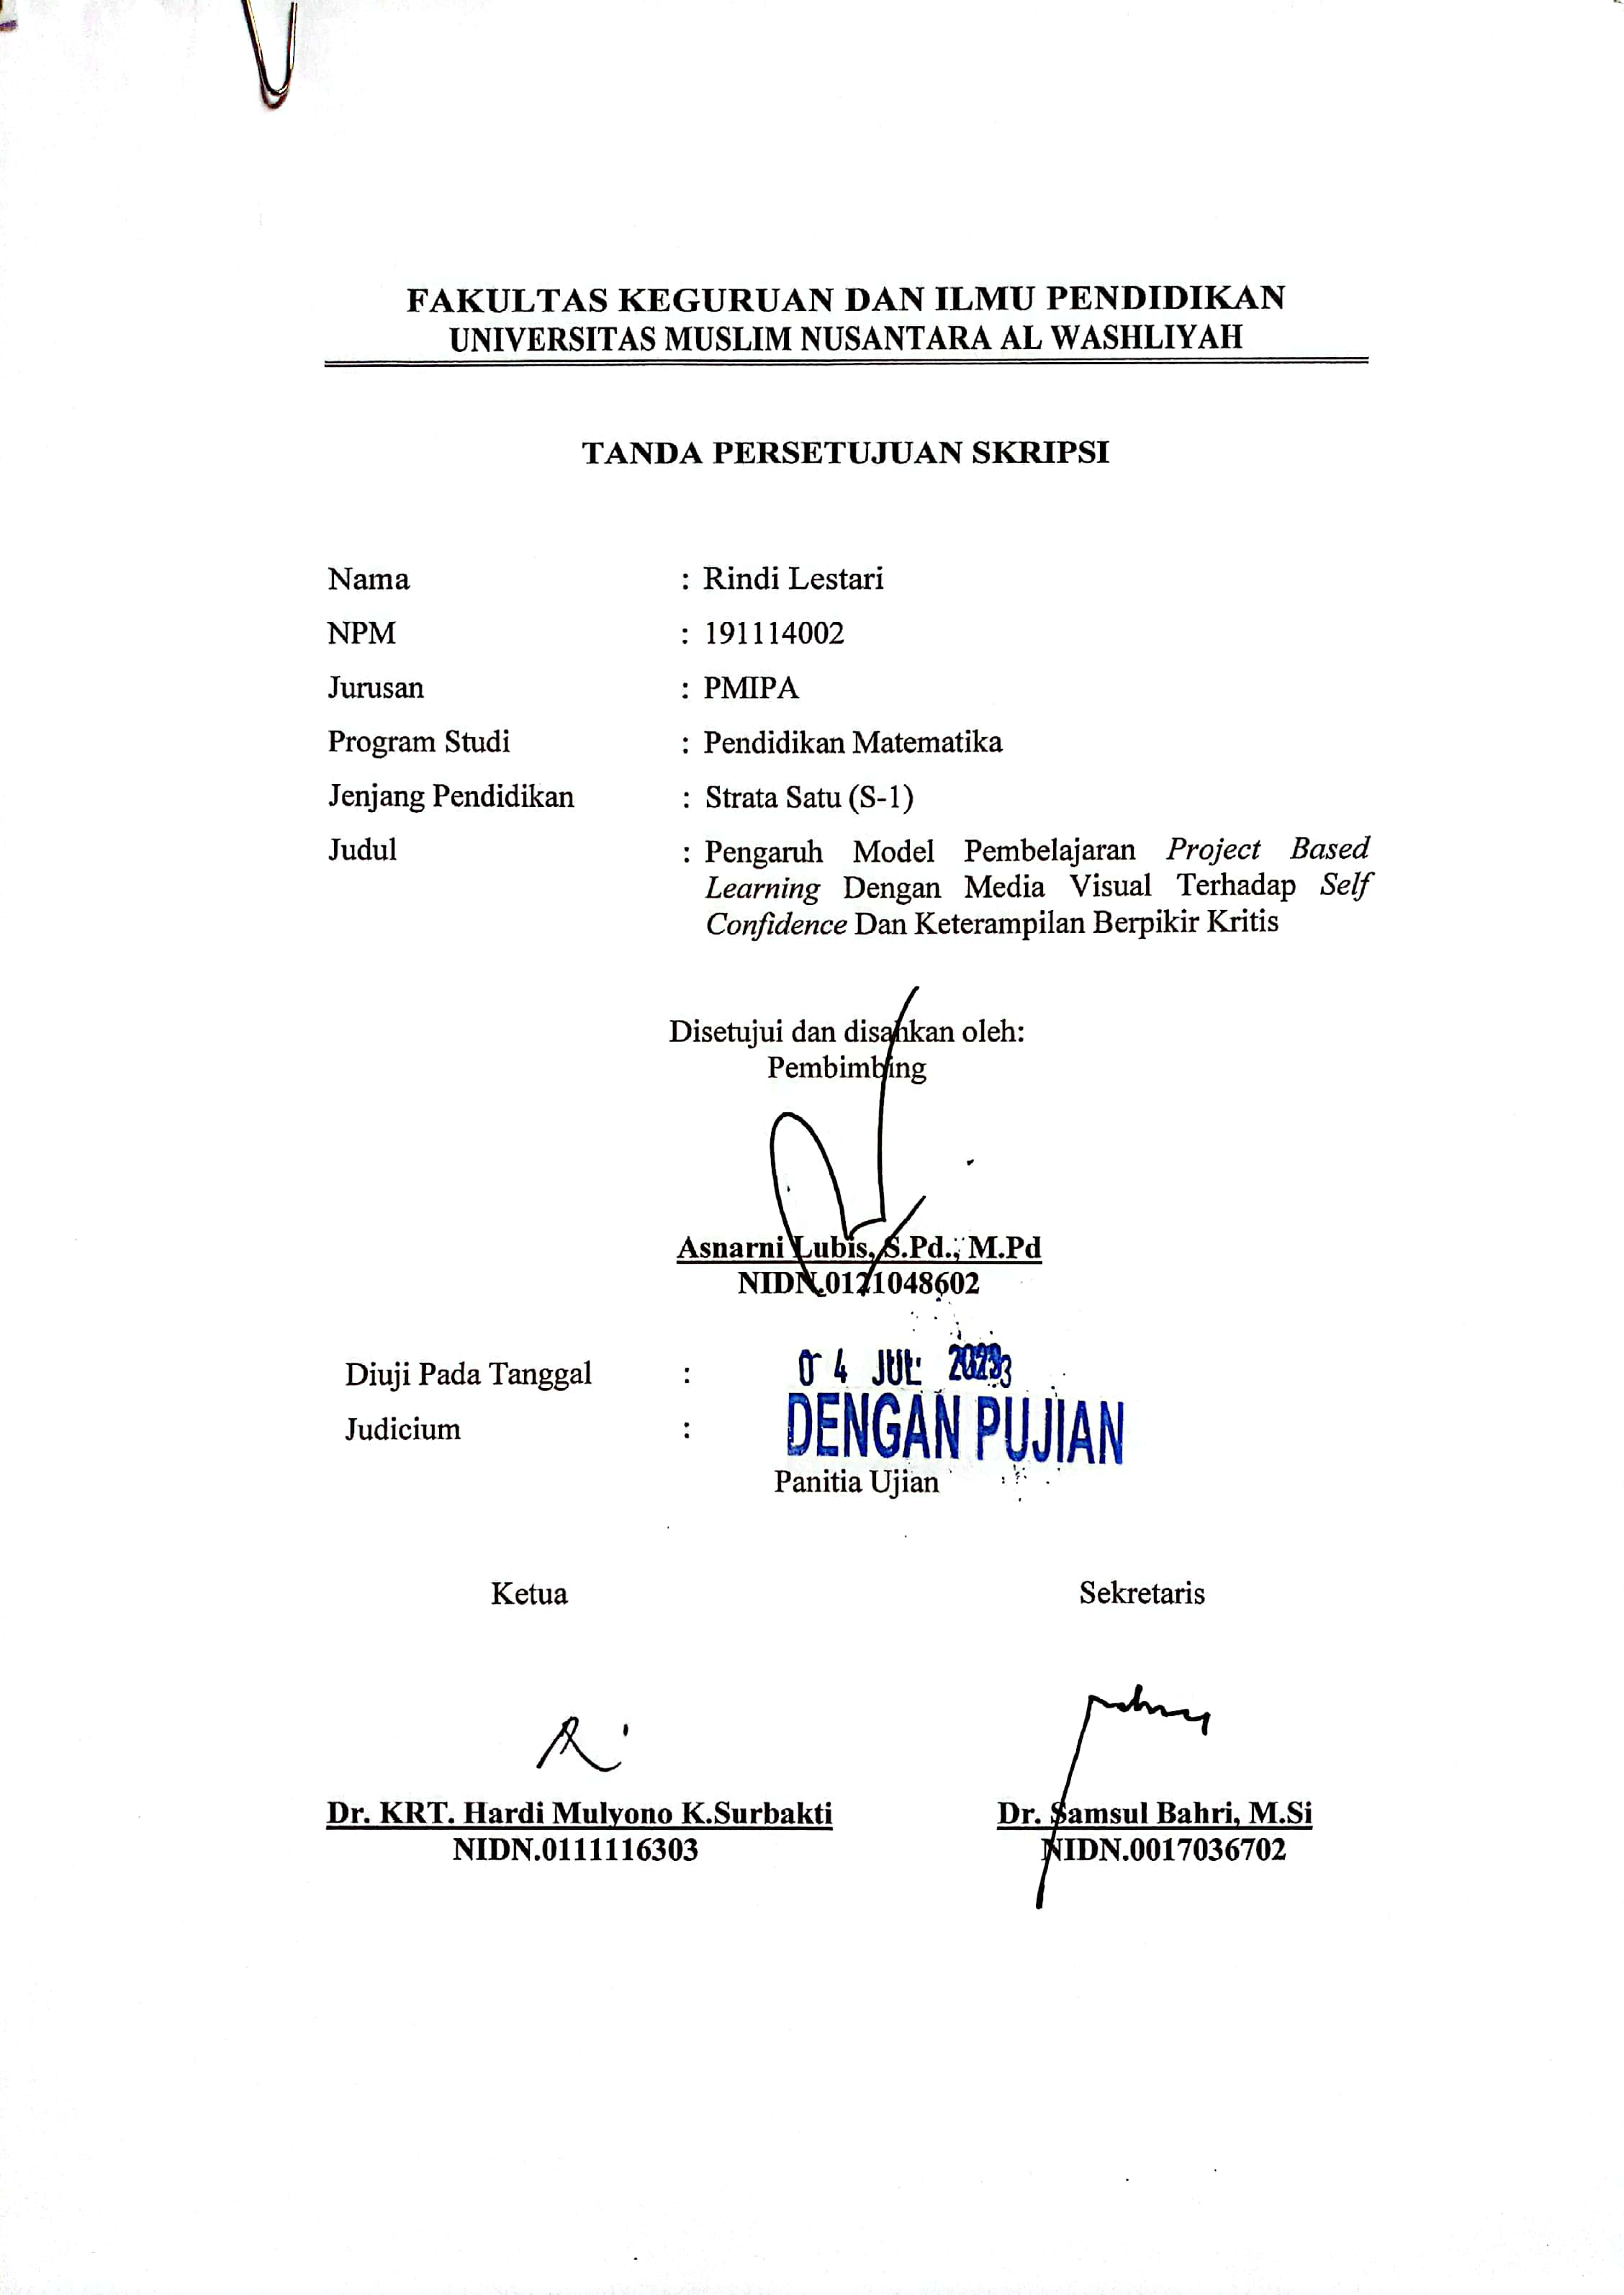 FAKULTAS KEGURUAN DAN ILMU PENDIDIKAN
UNIVERSITAS MUSLIM NUSANTARA AL WASHLIYAH
TANDA PERSETUJUAN SKRIPSI
Nama : Rindi Lestari
NPM : 191114002
Jurusan : PMIPA
Program Studi : Pendidikan Matematika
Jenjang Pendidikan : Strata Satu (S-1)
Judul : Pengaruh Model Pembelajaran Project Based
Learning Dengan Media Visual Terhadap Self
Confidence Dan Keterampilan Berpikir Kritis
Disetujui dan disahkan oleh:
Pembimbing
Asnarni Lubis, S.Pd., M.Pd
NIDN.0121048602
Diuji Pada Tanggal : 04 JUL 2023
Judicium : DENGAN PUJIAN
Panitia Ujian
Ketua Sekretaris
Dr. KRT. Hardi Mulyono K.Surbakti Dr. Samsul Bahri, M.Si
NIDN.0111116303 NIDN.0017036702